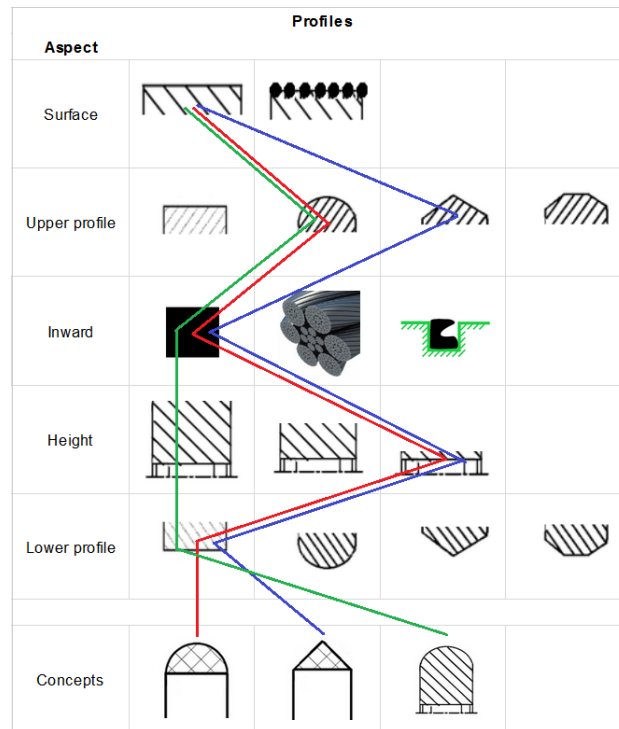 Profiles
Aspect
Surface
Upper profile
Inward
Height
Lower profile
Concepts